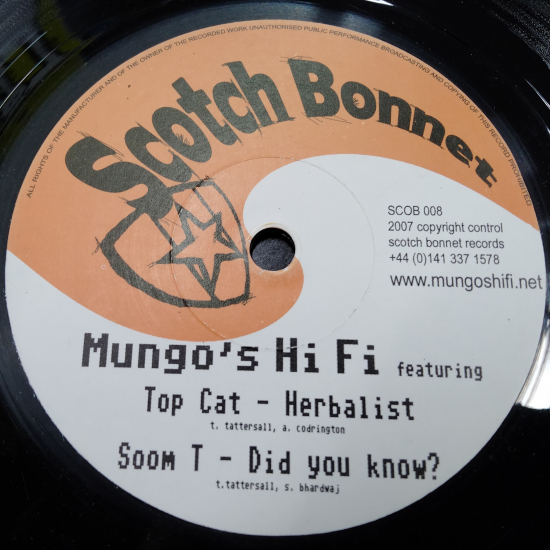 ALL RIGHTS OF THE MANUFACTURER AND OF THE OWNER OF THE RECORDED WORK UNAUTHORISED PUBLIC PERFORMANCE BROADCASTING AND COPYING OF THIS RECORD PROHIBITED
Scotch Bonnet
SCOB 008
2007 copyright control
scotch bonnet records
+44 (0)141 337 1578
www.mungoshifi.net
Mungo's Hi Fi featuring
Top Cat - Herbalist
t. tattersall, a. codrington
Soom T - Did you know?
t.tattersall, s. bhardwaj